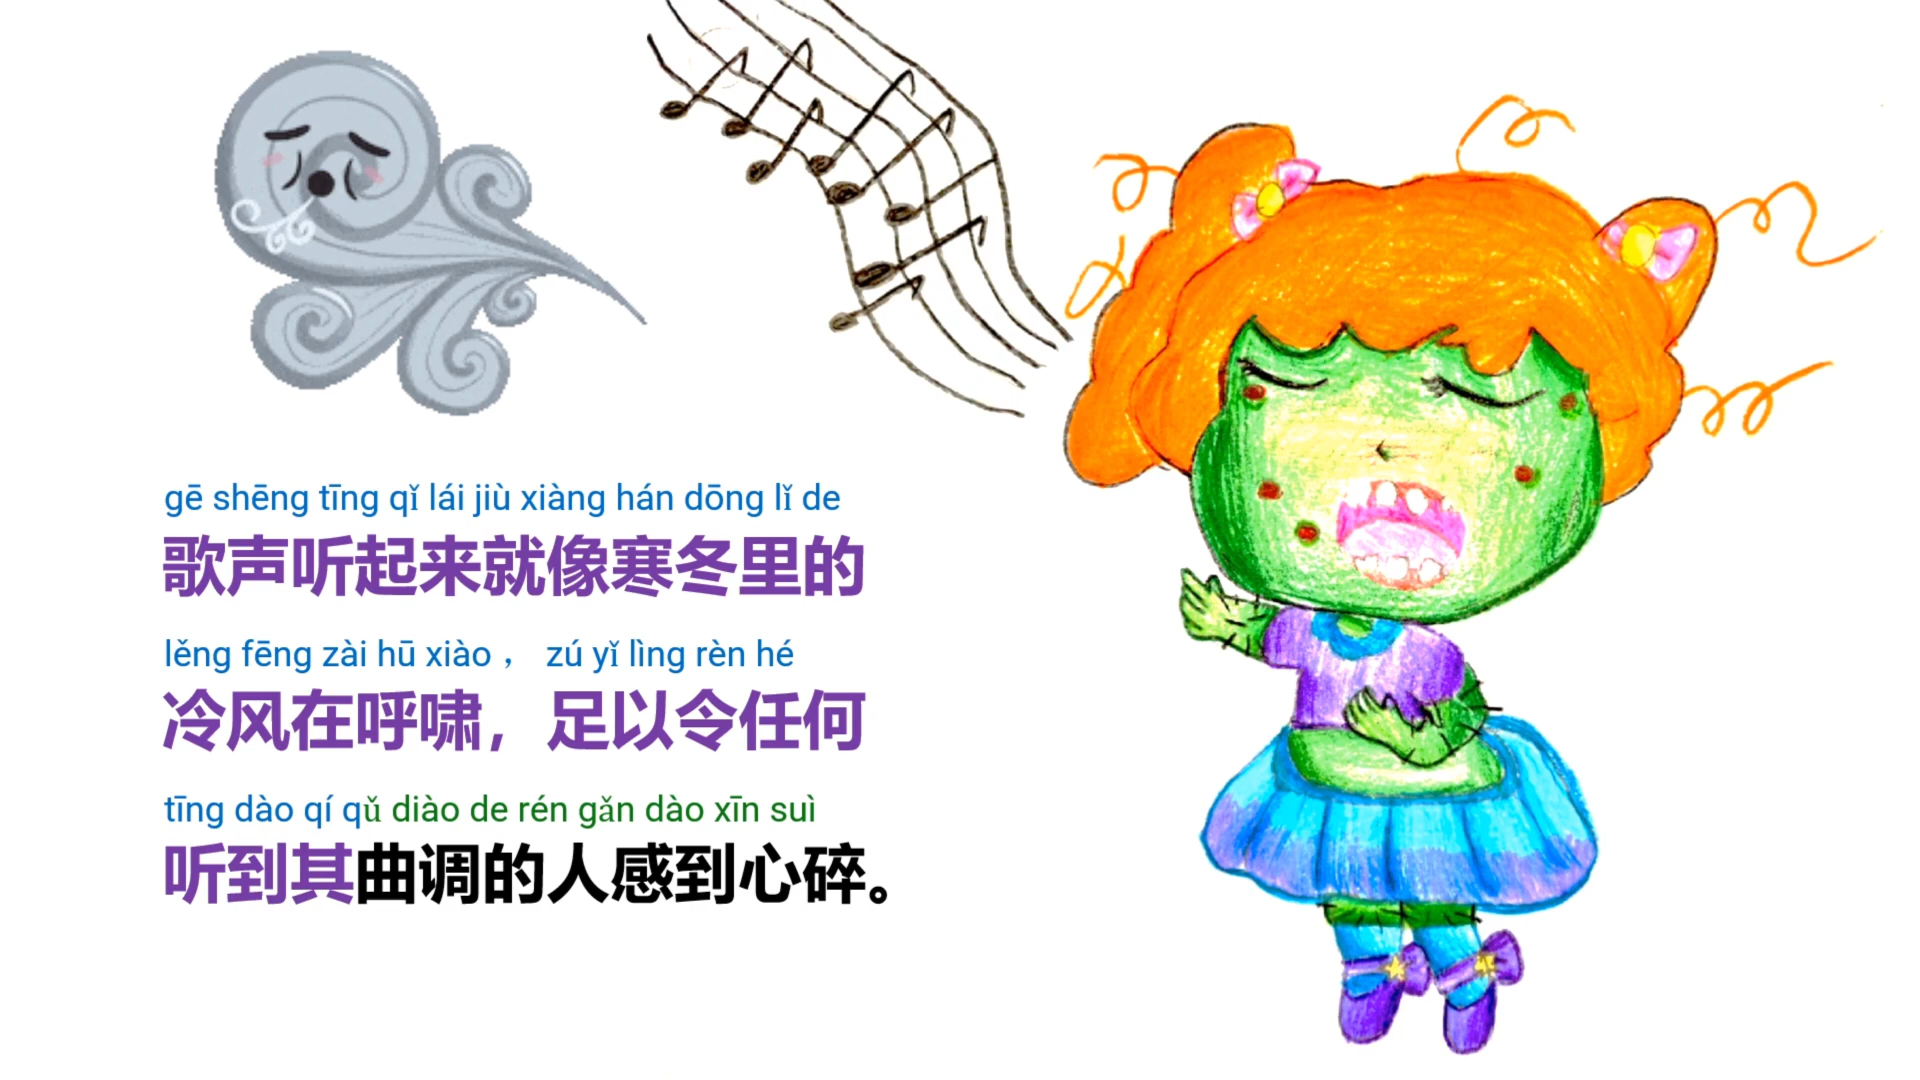 gē shēng tīng qǐ lái jiù xiàng hán dōng lǐ de
歌声听起来就像寒冬里的
lěng fēng zài hū xiào ， zú yǐ lìng rèn hé
冷风在呼啸，足以令任何
tīng dào qí qǔ diào de rén gǎn dào xīn suì
听到其曲调的人感到心碎。